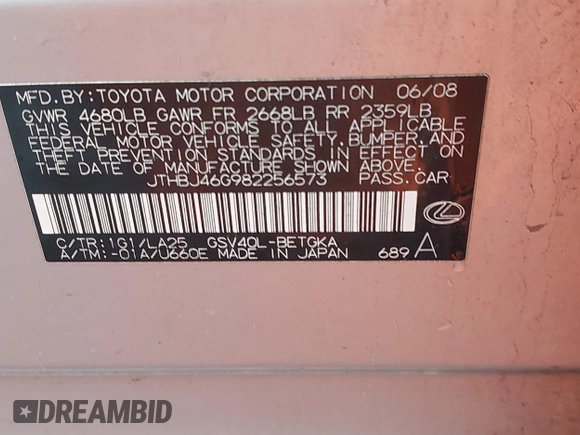 MFD.BY:TOYOTA MOTOR CORPORATION 06/08
GVWR 4680LB GAWR FR 2668LB RR 2359LB
THIS VEHICLE CONFORMS TO ALL APPLICABLE
FEDERAL MOTOR VEHICLE SAFETY,BUMPER,AND
THEFT PREVENTION STANDARDS IN EFFECT ON
THE DATE OF MANUFACTURE SHOWN ABOVE.
JTHBJ46G982256573 PASS.CAR
C/TR:1G1/LA25 GSV40L-BETGKA
A/TM:-01A/U660E MADE IN JAPAN 689 A
DREAMBID